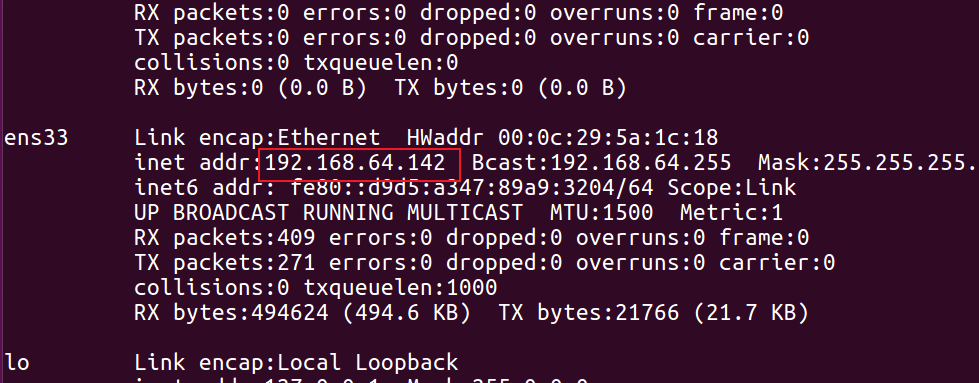 RX packets:0 errors:0 dropped:0 overruns:0 frame:0
TX packets:0 errors:0 dropped:0 overruns:0 carrier:0
collisions:0 txqueuelen:0
RX bytes:0 (0.0 B)  TX bytes:0 (0.0 B)
ens33 Link encap:Ethernet  HWaddr 00:0c:29:5a:1c:18
inet addr:192.168.64.142  Bcast:192.168.64.255  Mask:255.255.255.
inet6 addr: fe80::d9d5:a347:89a9:3204/64 Scope:Link
UP BROADCAST RUNNING MULTICAST  MTU:1500  Metric:1
RX packets:409 errors:0 dropped:0 overruns:0 frame:0
TX packets:271 errors:0 dropped:0 overruns:0 carrier:0
collisions:0 txqueuelen:1000
RX bytes:494624 (494.6 KB)  TX bytes:21766 (21.7 KB)
lo Link encap:Local Loopback